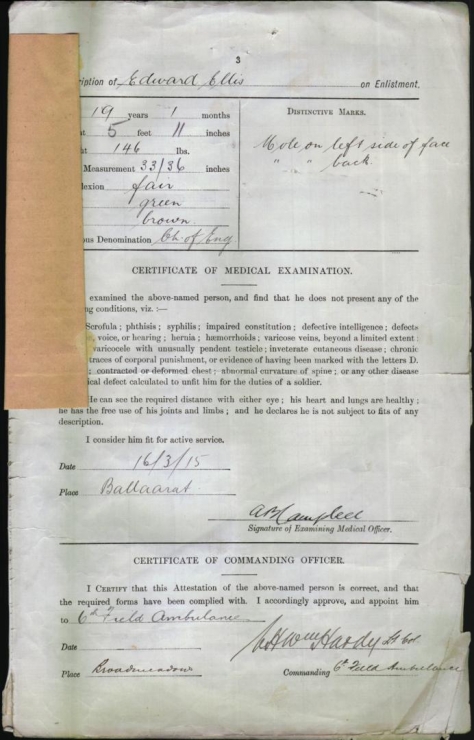 3
ription of Edward Ellis on Enlistment.
19 years 1 months
t 5 feet 11 inches
ht 146 lbs.
Measurement 33/36 inches
lexion fair
green
brown
ous Denomination Ch. of Eng
DISTINCTIVE MARKS.
Mole on left side of face
" " back.
CERTIFICATE OF MEDICAL EXAMINATION.
examined the above-named person, and find that he does not present any of the
ng conditions, viz. :—
Scrofula ; phthisis ; syphilis ; impaired constitution ; defective intelligence ; defects
, voice, or hearing ; hernia ; hæmorrhoids ; varicose veins, beyond a limited extent :
varicocele with unusually pendent testicle ; inveterate cutaneous disease ; chronic
traces of corporal punishment, or evidence of having been marked with the letters D.
; contracted or deformed chest ; abnormal curvature of spine ; or any other disease
ical defect calculated to unfit him for the duties of a soldier.
He can see the required distance with either eye ; his heart and lungs are healthy ;
he has the free use of his joints and limbs ; and he declares he is not subject to fits of any
description.
I consider him fit for active service.
Date 16/3/15
Place Ballaarat
Campbell
Signature of Examining Medical Officer.
CERTIFICATE OF COMMANDING OFFICER.
I CERTIFY that this Attestation of the above-named person is correct, and that
the required forms have been complied with. I accordingly approve, and appoint him
to 6th Field Ambulance
Date
Hardy Lt Col
Place Broadmeadows
Commanding 6th Field Ambulance